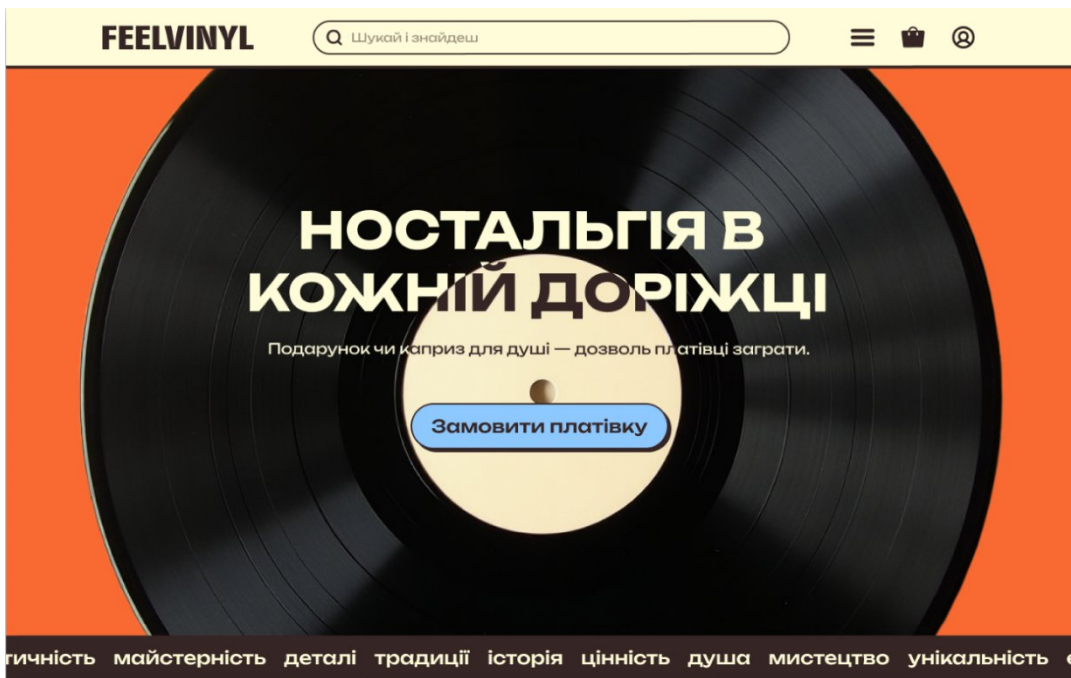 FEELVINYL
Шукай і знайдеш
НОСТАЛЬГІЯ В
КОЖНІЙ ДОРІЖЦІ
Подарунок чи каприз для душі — дозволь платівці заграти.
Замовити платівку
майстерність деталі традиції історія цінність душа мистецтво унікальність